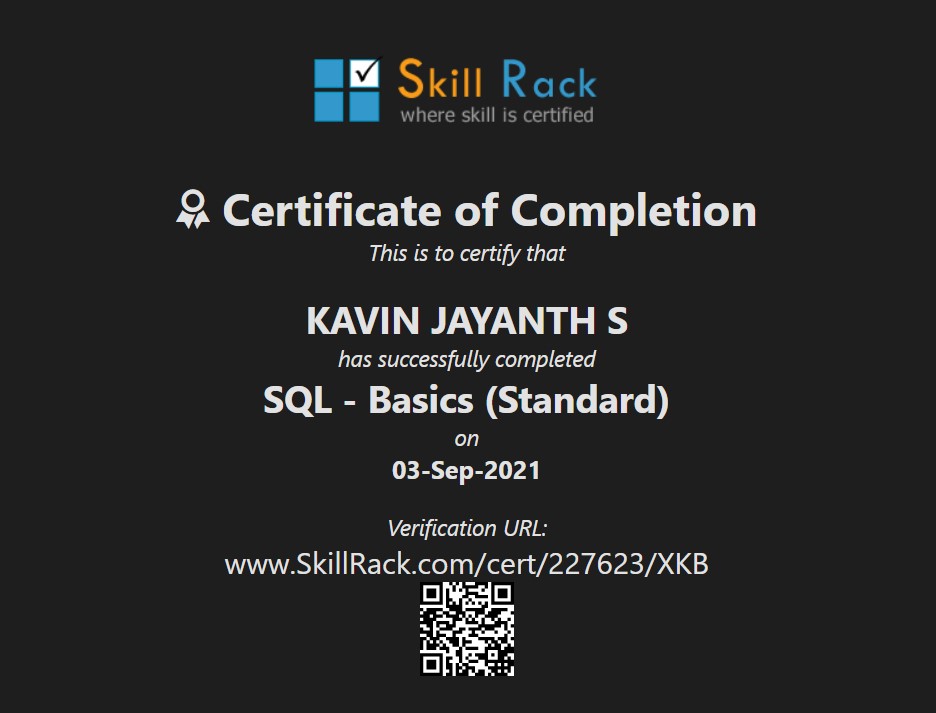 Skill Rack
where skill is certified
Certificate of Completion
This is to certify that
KAVIN JAYANTH S
has successfully completed
SQL - Basics (Standard)
on
03-Sep-2021
Verification URL:
www.SkillRack.com/cert/227623/XKB